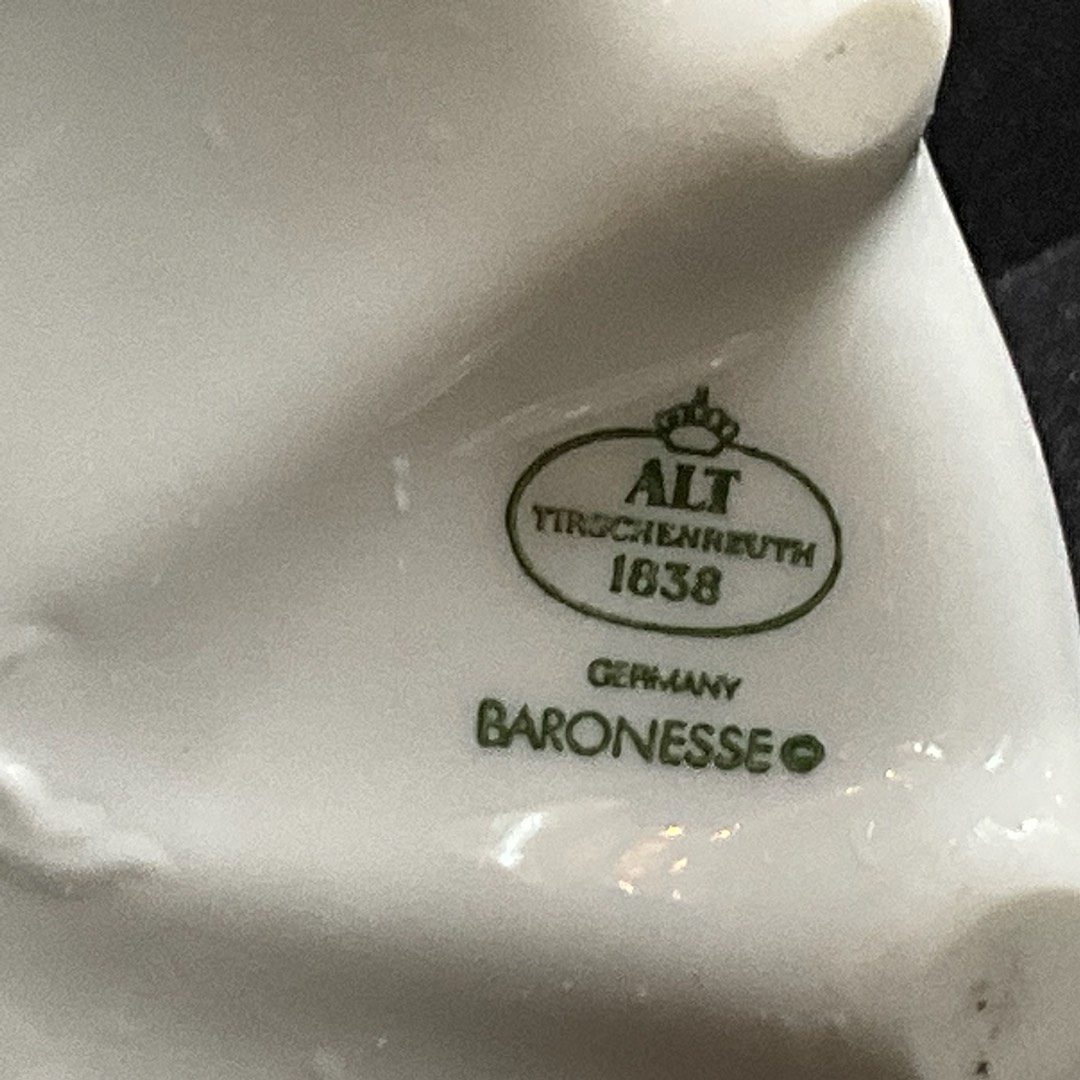 ALT
TIRSCHENREUTH
1838
GERMANY
BARONESSE©